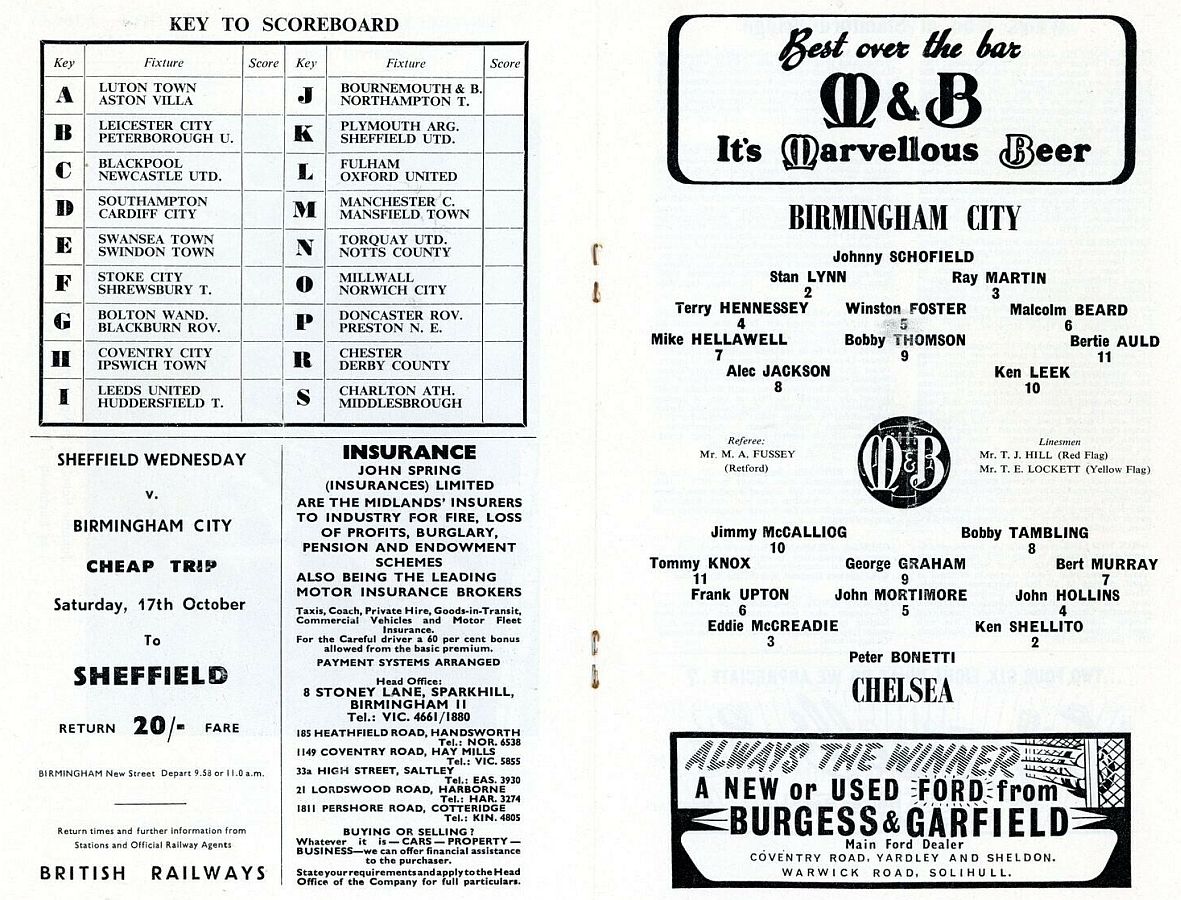 KEY TO SCOREBOARD
Key Fixture Score Key Fixture Score
A LUTON TOWN
ASTON VILLA
B LEICESTER CITY
PETERBOROUGH U.
C BLACKPOOL
NEWCASTLE UTD.
D SOUTHAMPTON
CARDIFF CITY
E SWANSEA TOWN
SWINDON TOWN
F STOKE CITY
SHREWSBURY T.
G BOLTON WAND.
BLACKBURN ROV.
H COVENTRY CITY
IPSWICH TOWN
I LEEDS UNITED
HUDDERSFIELD T.
J BOURNEMOUTH & B.
NORTHAMPTON T.
K PLYMOUTH ARG.
SHEFFIELD UTD.
L FULHAM
OXFORD UNITED
M MANCHESTER C.
MANSFIELD TOWN
N TORQUAY UTD.
NOTTS COUNTY
O MILLWALL
NORWICH CITY
P DONCASTER ROV.
PRESTON N. E.
R CHESTER
DERBY COUNTY
S CHARLTON ATH.
MIDDLESBROUGH
SHEFFIELD WEDNESDAY
v.
BIRMINGHAM CITY
CHEAP TRIP
Saturday, 17th October
To
SHEFFIELD
RETURN 20/- FARE
BIRMINGHAM New Street Depart 9.58 or 11.0 a.m.
Return times and further information from
Stations and Official Railway Agents
BRITISH RAILWAYS
INSURANCE
JOHN SPRING
(INSURANCES) LIMITED
ARE THE MIDLANDS' INSURERS
TO INDUSTRY FOR FIRE, LOSS
OF PROFITS, BURGLARY,
PENSION AND ENDOWMENT
SCHEMES
ALSO BEING THE LEADING
MOTOR INSURANCE BROKERS
Taxis, Coach, Private Hire, Goods-in-Transit,
Commercial Vehicles and Motor Fleet
Insurance.
For the Careful driver a 60 per cent bonus
allowed from the basic premium.
PAYMENT SYSTEMS ARRANGED
Head Office:
8 STONEY LANE, SPARKHILL,
BIRMINGHAM 11
Tel.: VIC. 4661/1880
185 HEATHFIELD ROAD, HANDSWORTH
Tel.: NOR. 6538
1149 COVENTRY ROAD, HAY MILLS
Tel.: VIC. 5855
33a HIGH STREET, SALTLEY
Tel.: EAS. 3930
21 LORDSWOOD ROAD, HARBORNE
Tel.: HAR. 3274
1811 PERSHORE ROAD, COTTERIDGE
Tel.: KIN. 4805
BUYING OR SELLING?
Whatever it is — CARS — PROPERTY —
BUSINESS—we can offer financial assistance
to the purchaser.
State your requirements and apply to the Head
Office of the Company for full particulars.
Best over the bar
M&B
It's Marvellous Beer
BIRMINGHAM CITY
Johnny SCHOFIELD
Stan LYNN Ray MARTIN
2 3
Terry HENNESSEY Winston FOSTER Malcolm BEARD
4 5 6
Mike HELLAWELL Bobby THOMSON Bertie AULD
7 9 11
Alec JACKSON Ken LEEK
8 10
Referee:
Mr. M. A. FUSSEY
(Retford)
M&B
Linesmen
Mr. T. J. HILL (Red Flag)
Mr. T. E. LOCKETT (Yellow Flag)
Jimmy McCALLIOG Bobby TAMBLING
10 8
Tommy KNOX George GRAHAM Bert MURRAY
11 9 7
Frank UPTON John MORTIMORE John HOLLINS
6 5 4
Eddie McCREADIE Ken SHELLITO
3 2
Peter BONETTI
CHELSEA
ALWAYS THE WINNER
A NEW or USED FORD from
BURGESS & GARFIELD
Main Ford Dealer
COVENTRY ROAD, YARDLEY AND SHELDON.
WARWICK ROAD, SOLIHULL.